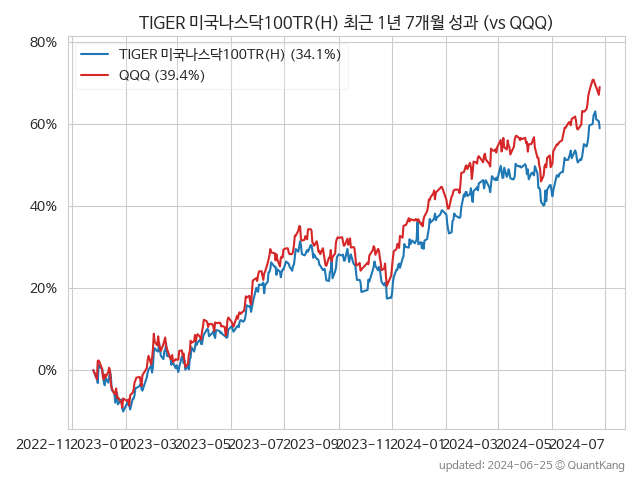 TIGER 미국나스닥100TR(H) 최근 1년 7개월 성과 (vs QQQ)
TIGER 미국나스닥100TR(H) (34.1%)
QQQ (39.4%)
80%
60%
40%
20%
0%
2022-11 2023-01 2023-03 2023-05 2023-07 2023-09 2023-11 2024-01 2024-03 2024-05 2024-07
updated: 2024-06-25 © QuantKang